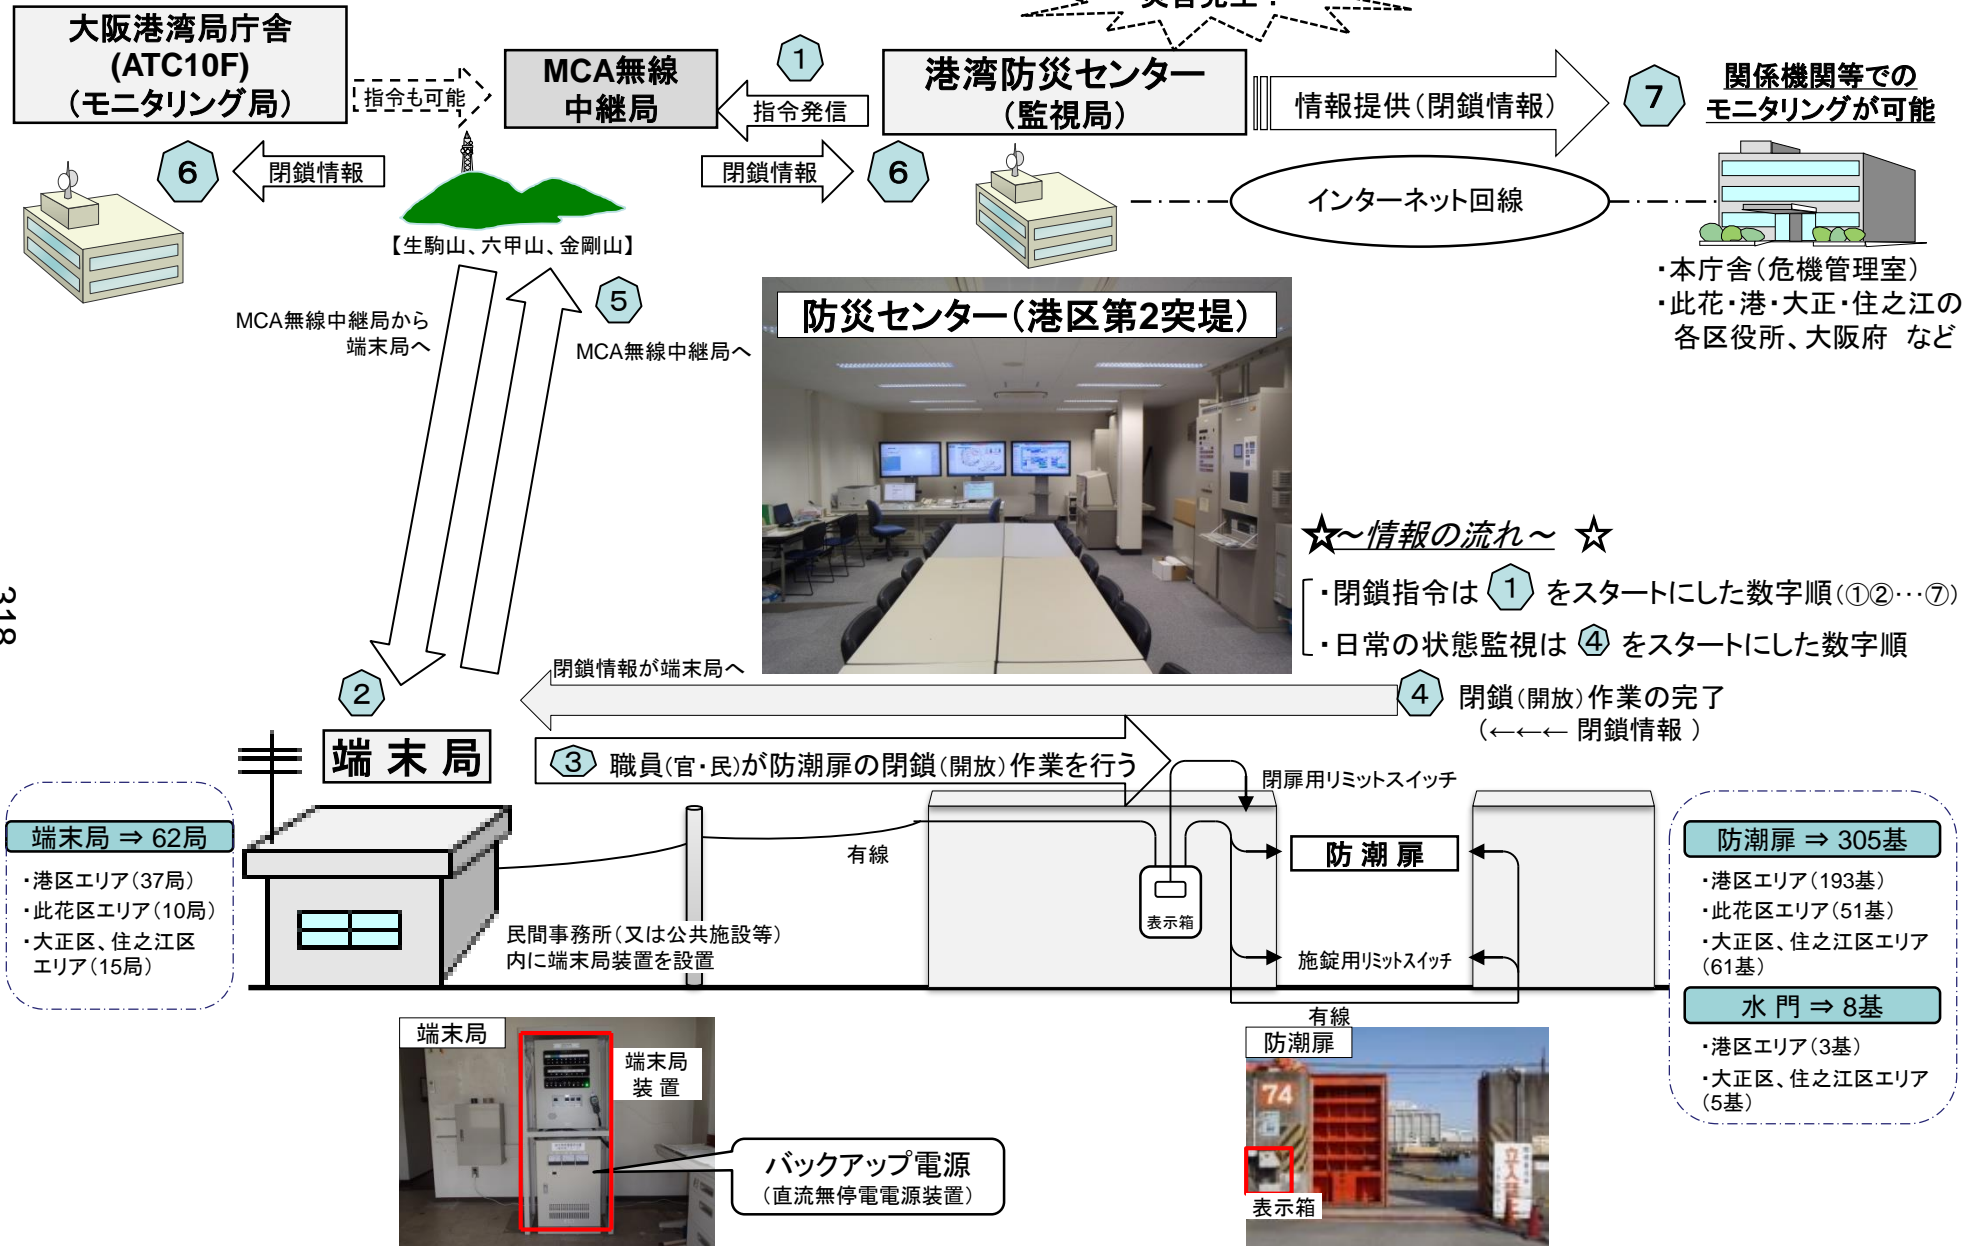 災害発生！
大阪港湾局庁舎
(ATC10F)
（モニタリング局）
指令も可能
MCA無線
中継局
1
指令発信
港湾防災センター
（監視局）
情報提供（閉鎖情報）
7
関係機関等での
モニタリングが可能
6
閉鎖情報
閉鎖情報
6
インターネット回線
【生駒山、六甲山、金剛山】
・本庁舎（危機管理室）
・此花・港・大正・住之江の
各区役所、大阪府 など
MCA無線中継局から
端末局へ
5
MCA無線中継局へ
防災センター（港区第2突堤）
☆～情報の流れ～ ☆
・閉鎖指令は 1 をスタートにした数字順（①②…⑦）
・日常の状態監視は 4 をスタートにした数字順
318
2
閉鎖情報が端末局へ
4 閉鎖（開放）作業の完了
（←←← 閉鎖情報 ）
端 末 局
3 職員（官・民）が防潮扉の閉鎖（開放）作業を行う
閉扉用リミットスイッチ
端末局 ⇒ 62局
・港区エリア（37局）
・此花区エリア（10局）
・大正区、住之江区
エリア（15局）
有線
防 潮 扉
表示箱
施錠用リミットスイッチ
民間事務所（又は公共施設等）
内に端末局装置を設置
有線
防潮扉 ⇒ 305基
・港区エリア（193基）
・此花区エリア（51基）
・大正区、住之江区エリア
（61基）
水 門 ⇒ 8基
・港区エリア（3基）
・大正区、住之江区エリア
（5基）
端末局
端末局
装 置
バックアップ電源
（直流無停電電源装置）
防潮扉
74
表示箱